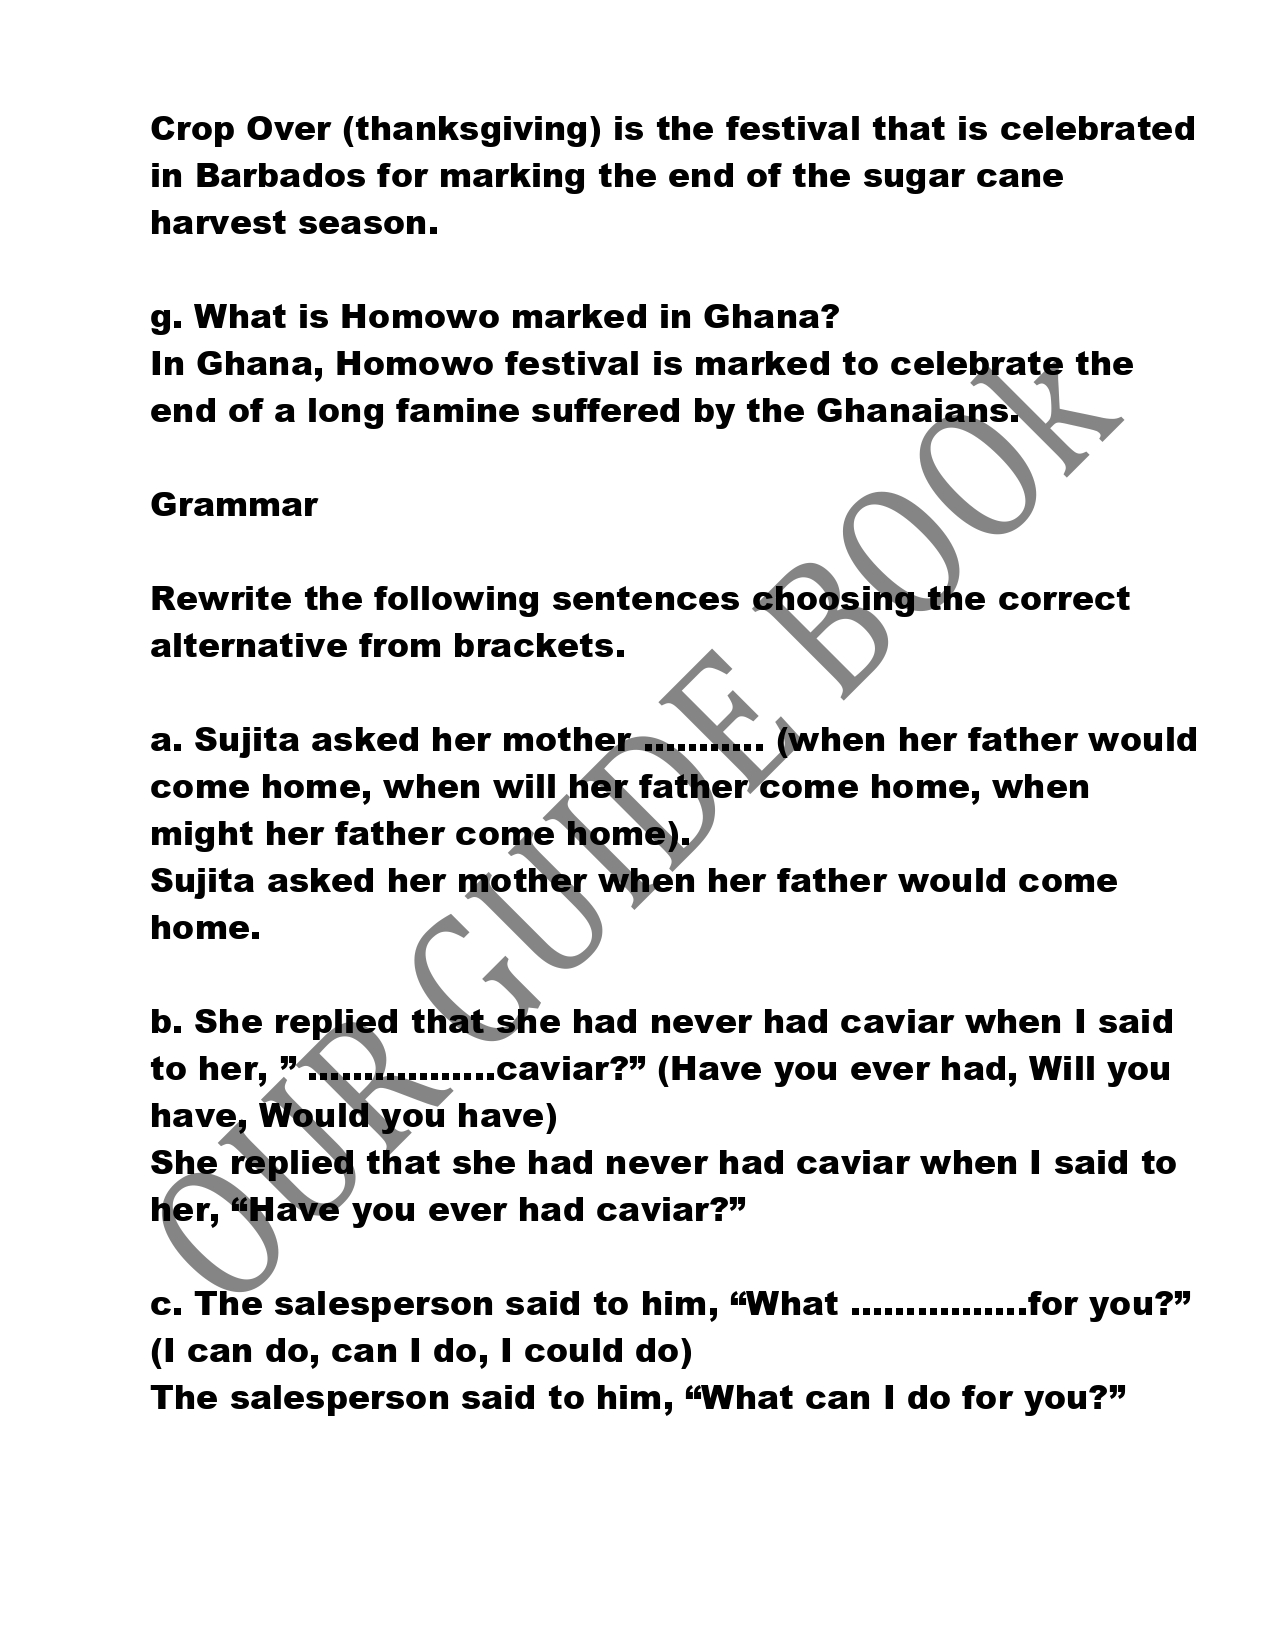 Crop Over (thanksgiving) is the festival that is celebrated
in Barbados for marking the end of the sugar cane
harvest season.
g. What is Homowo marked in Ghana?
In Ghana, Homowo festival is marked to celebrate the
end of a long famine suffered by the Ghanaians.
Grammar
Rewrite the following sentences choosing the correct
alternative from brackets.
a. Sujita asked her mother ........... (when her father would
come home, when will her father come home, when
might her father come home).
Sujita asked her mother when her father would come
home.
b. She replied that she had never had caviar when I said
to her, ” .................caviar?” (Have you ever had, Will you
have, Would you have)
She replied that she had never had caviar when I said to
her, “Have you ever had caviar?”
c. The salesperson said to him, “What ................for you?”
(I can do, can I do, I could do)
The salesperson said to him, “What can I do for you?”
OUR GUIDE BOOk